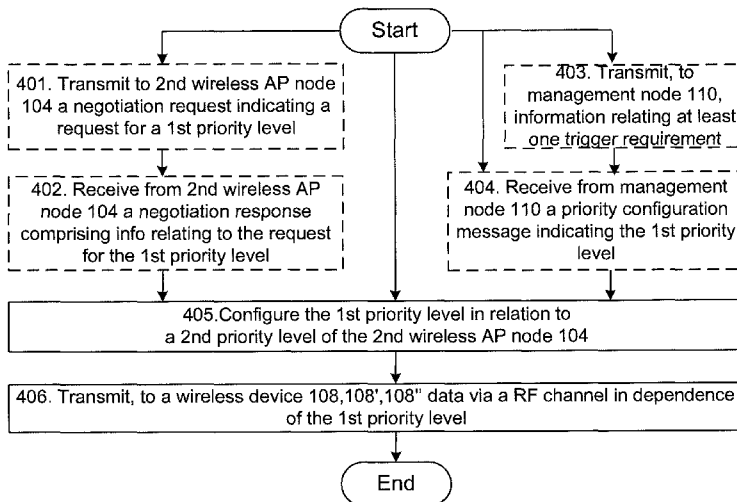 Start
401. Transmit to 2nd wireless AP node
104 a negotiation request indicating a
request for a 1st priority level
403. Transmit, to
management node 110,
information relating at least
one trigger requirement
402. Receive from 2nd wireless AP
node 104 a negotiation response
comprising info relating to the request
for the 1st priority level
404. Receive from management
node 110 a priority configuration
message indicating the 1st priority
level
405.Configure the 1st priority level in relation to
a 2nd priority level of the 2nd wireless AP node 104
406. Transmit, to a wireless device 108,108',108" data via a RF channel in dependence
of the 1st priority level
End